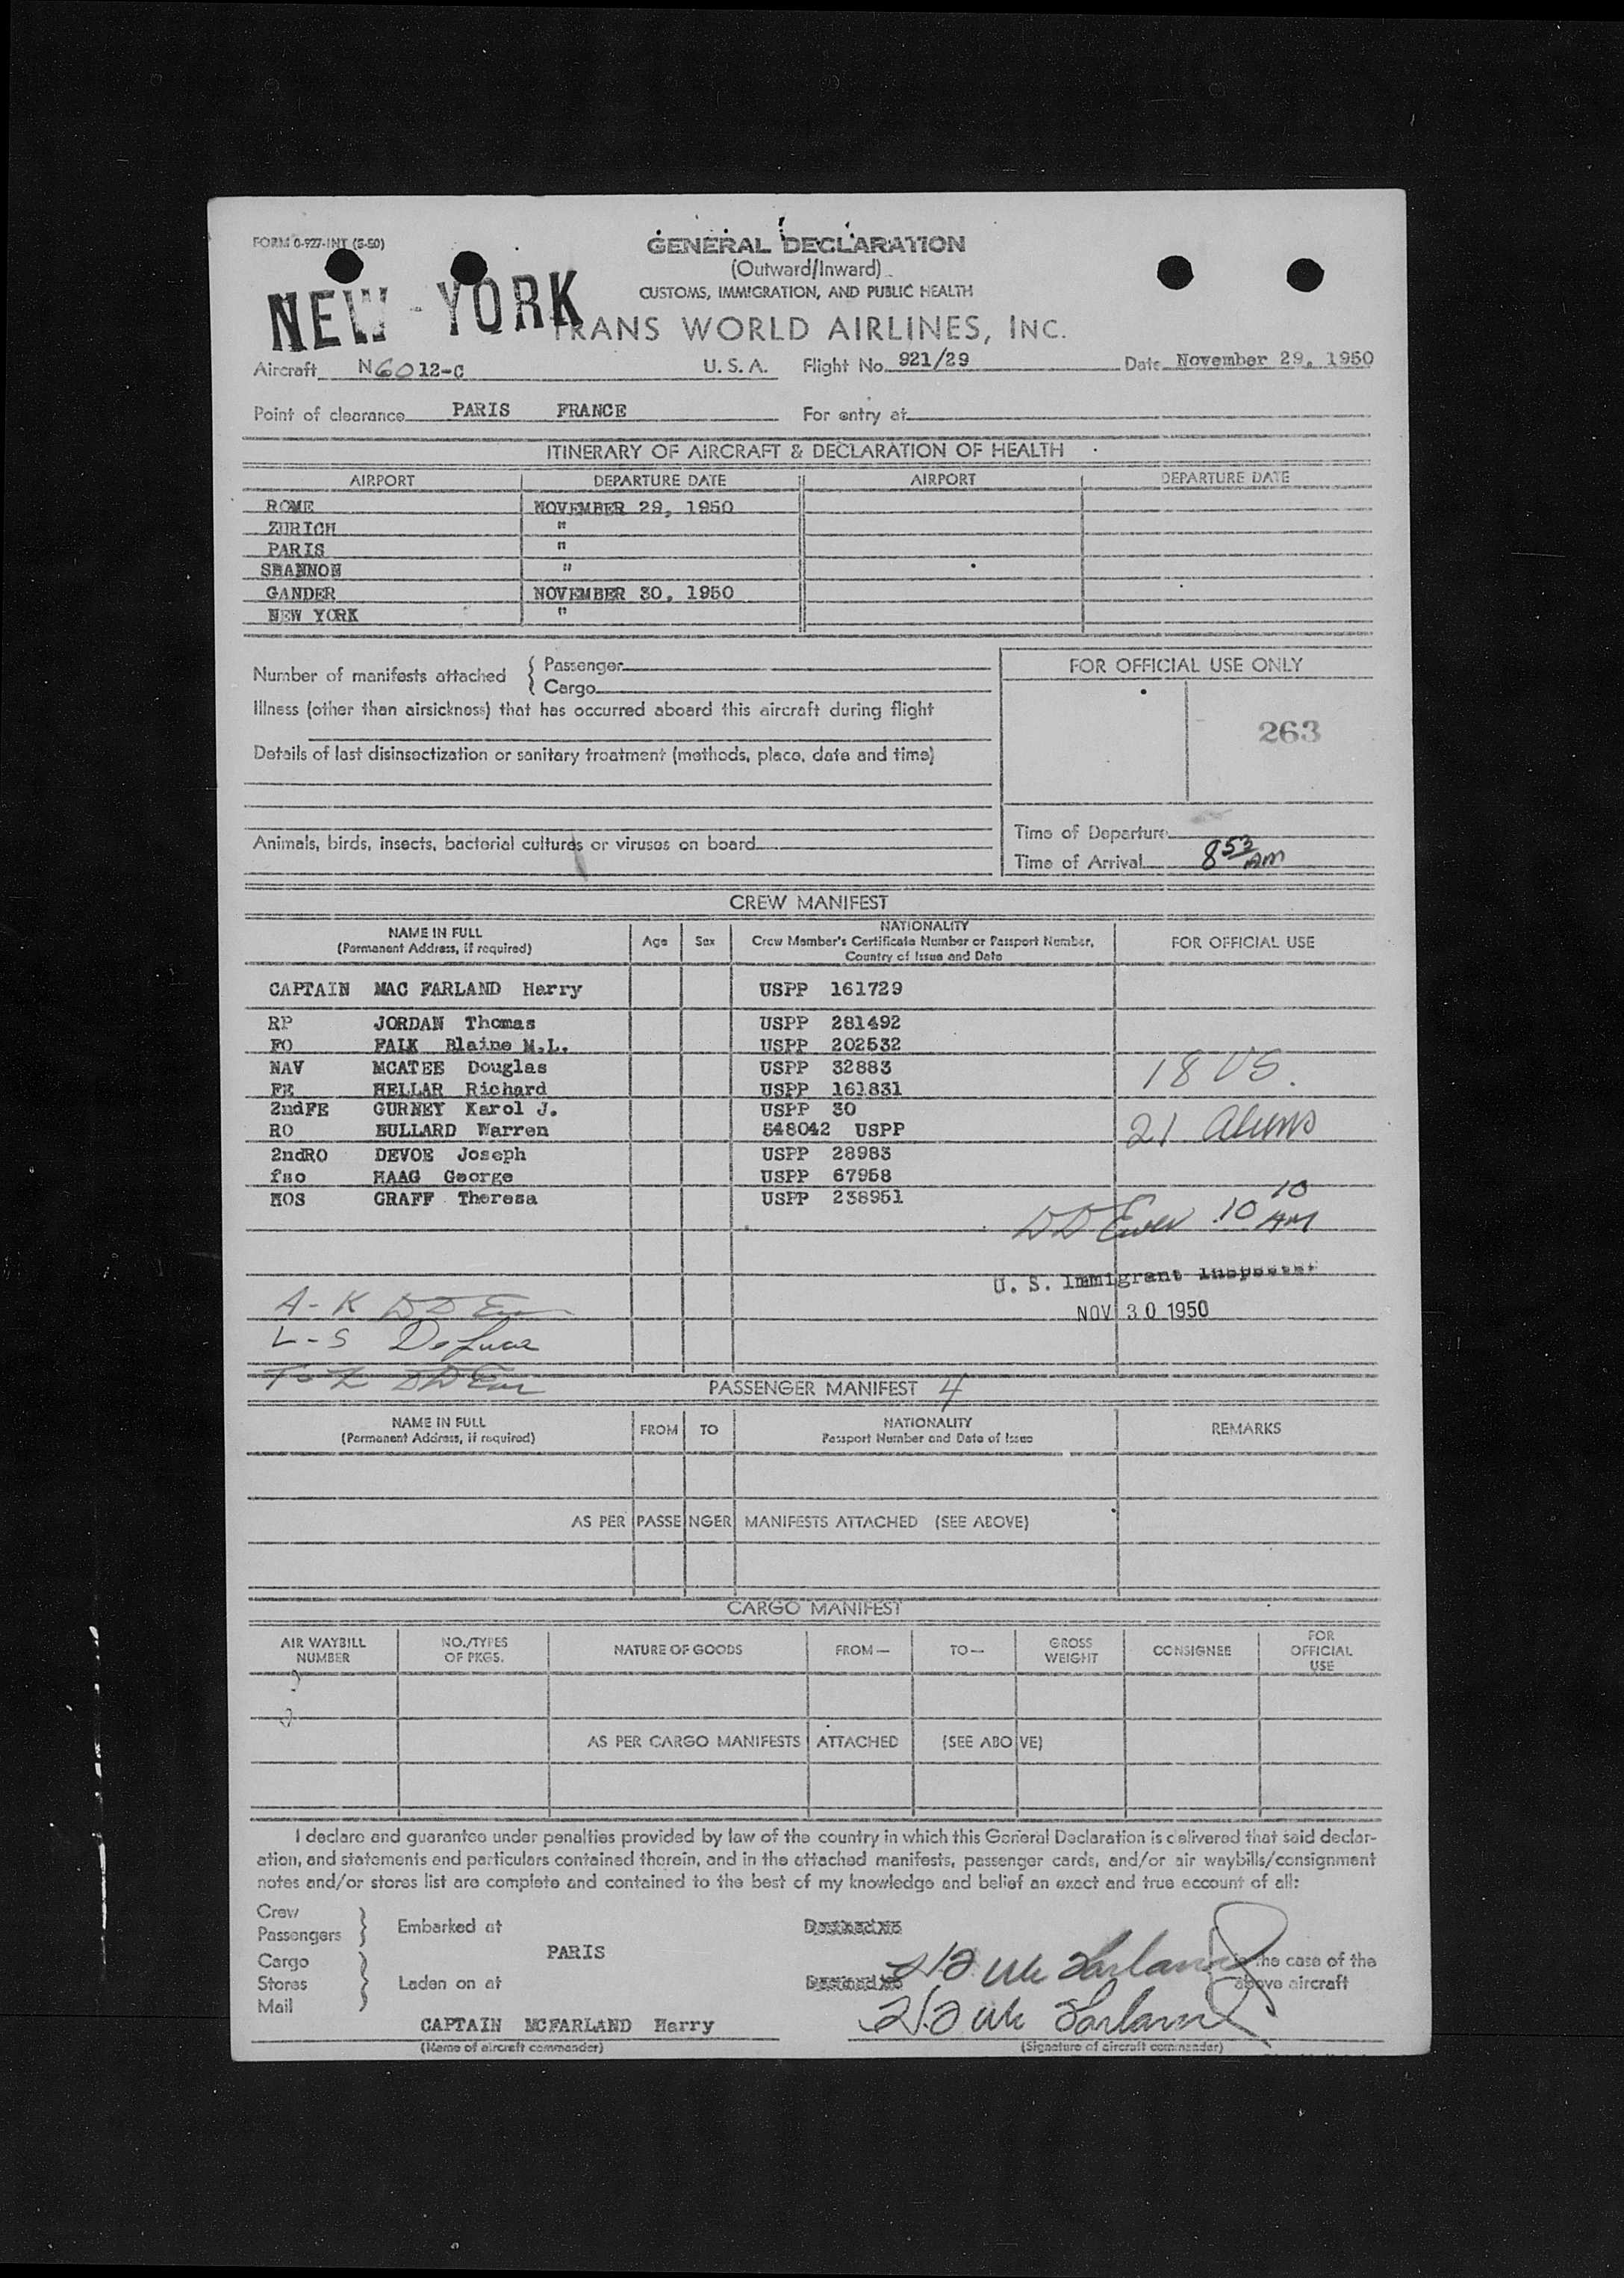 FORM 0-927-INT (5-50)
GENERAL DECLARATION
(Outward/Inward)
CUSTOMS, IMMIGRATION, AND PUBLIC HEALTH
NEW YORK
TRANS WORLD AIRLINES, INC.
Aircraft N6012-C U. S. A. Flight No. 921/29 Date November 29, 1950
Point of clearance PARIS FRANCE For entry at
ITINERARY OF AIRCRAFT & DECLARATION OF HEALTH
AIRPORT DEPARTURE DATE AIRPORT DEPARTURE DATE
ROME NOVEMBER 29, 1950
ZURICH "
PARIS "
SHANNON "
GANDER NOVEMBER 30, 1950
NEW YORK "
Number of manifests attached { Passenger
Cargo
FOR OFFICIAL USE ONLY
263
Illness (other than airsickness) that has occurred aboard this aircraft during flight
Details of last disinsectization or sanitary treatment (methods, place, date and time)
Animals, birds, insects, bacterial cultures or viruses on board
Time of Departure
Time of Arrival 8 53 AM
CREW MANIFEST
NAME IN FULL (Permanent Address, if required) Age Sex NATIONALITY Crew Member's Certificate Number or Passport Number, Country of Issue and Date FOR OFFICIAL USE
CAPTAIN MAC FARLAND Harry USPP 161729
RP JORDAN Thomas USPP 281492
FO FALK Blaine M.L. USPP 202532
NAV MCATEE Douglas USPP 32883
18 US.
FE HELLAR Richard USPP 161831
2ndFE GURNEY Karol J. USPP 30
RO BULLARD Warren 548042 USPP
21 Aliens
2ndRO DEVOE Joseph USPP 28983
fso HAAG George USPP 67958
HOS GRAFF Theresa USPP 238951
DD Ewen 10 10 AM
U. S. Immigrant Inspector
NOV 30 1950
A - K DD Ewen
L - S DeLuca
T - Z DD Ewen
PASSENGER MANIFEST 4
NAME IN FULL (Permanent Address, if required) FROM TO NATIONALITY Passport Number and Date of Issue REMARKS
AS PER PASSENGER MANIFESTS ATTACHED (SEE ABOVE)
CARGO MANIFEST
AIR WAYBILL NUMBER NO./TYPES OF PKGS. NATURE OF GOODS FROM— TO— GROSS WEIGHT CONSIGNEE FOR OFFICIAL USE
AS PER CARGO MANIFESTS ATTACHED (SEE ABOVE)
I declare and guarantee under penalties provided by law of the country in which this General Declaration is delivered that said declar-
ation, and statements and particulars contained therein, and in the attached manifests, passenger cards, and/or air waybills/consignment
notes and/or stores list are complete and contained to the best of my knowledge and belief an exact and true account of all:
Crew
Passengers } Embarked at
PARIS
Cargo
Stores } Laden on at
Mail
the case of the
above aircraft
CAPTAIN MCFARLAND Harry
(Name of aircraft commander) (Signature of aircraft commander)